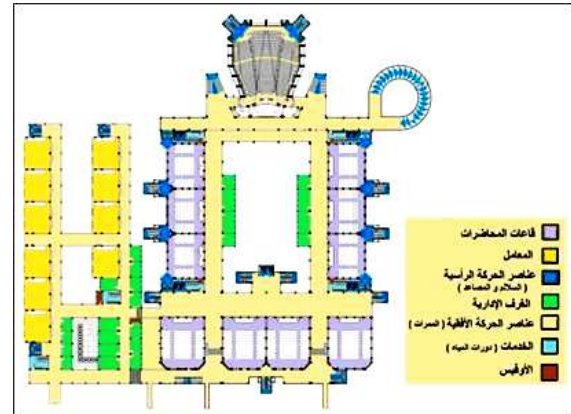 قاعات المحاضرات
المعامل
عناصر الحركة الرأسية
( السلالم و المصاعد )
الغرف الإدارية
عناصر الحركة الأفقية ( الممرات )
الخدمات ( دورات المياه )
الأوفيس